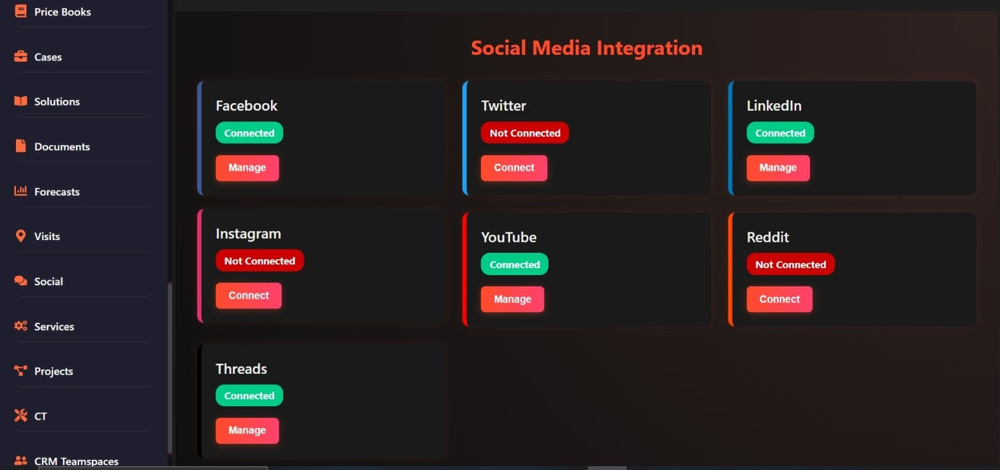 Price Books
Cases
Solutions
Documents
Forecasts
Visits
Social
Services
Projects
CT
CRM Teamspaces
Social Media Integration
Facebook
Connected
Manage
Twitter
Not Connected
Connect
LinkedIn
Connected
Manage
Instagram
Not Connected
Connect
YouTube
Connected
Manage
Reddit
Not Connected
Connect
Threads
Connected
Manage